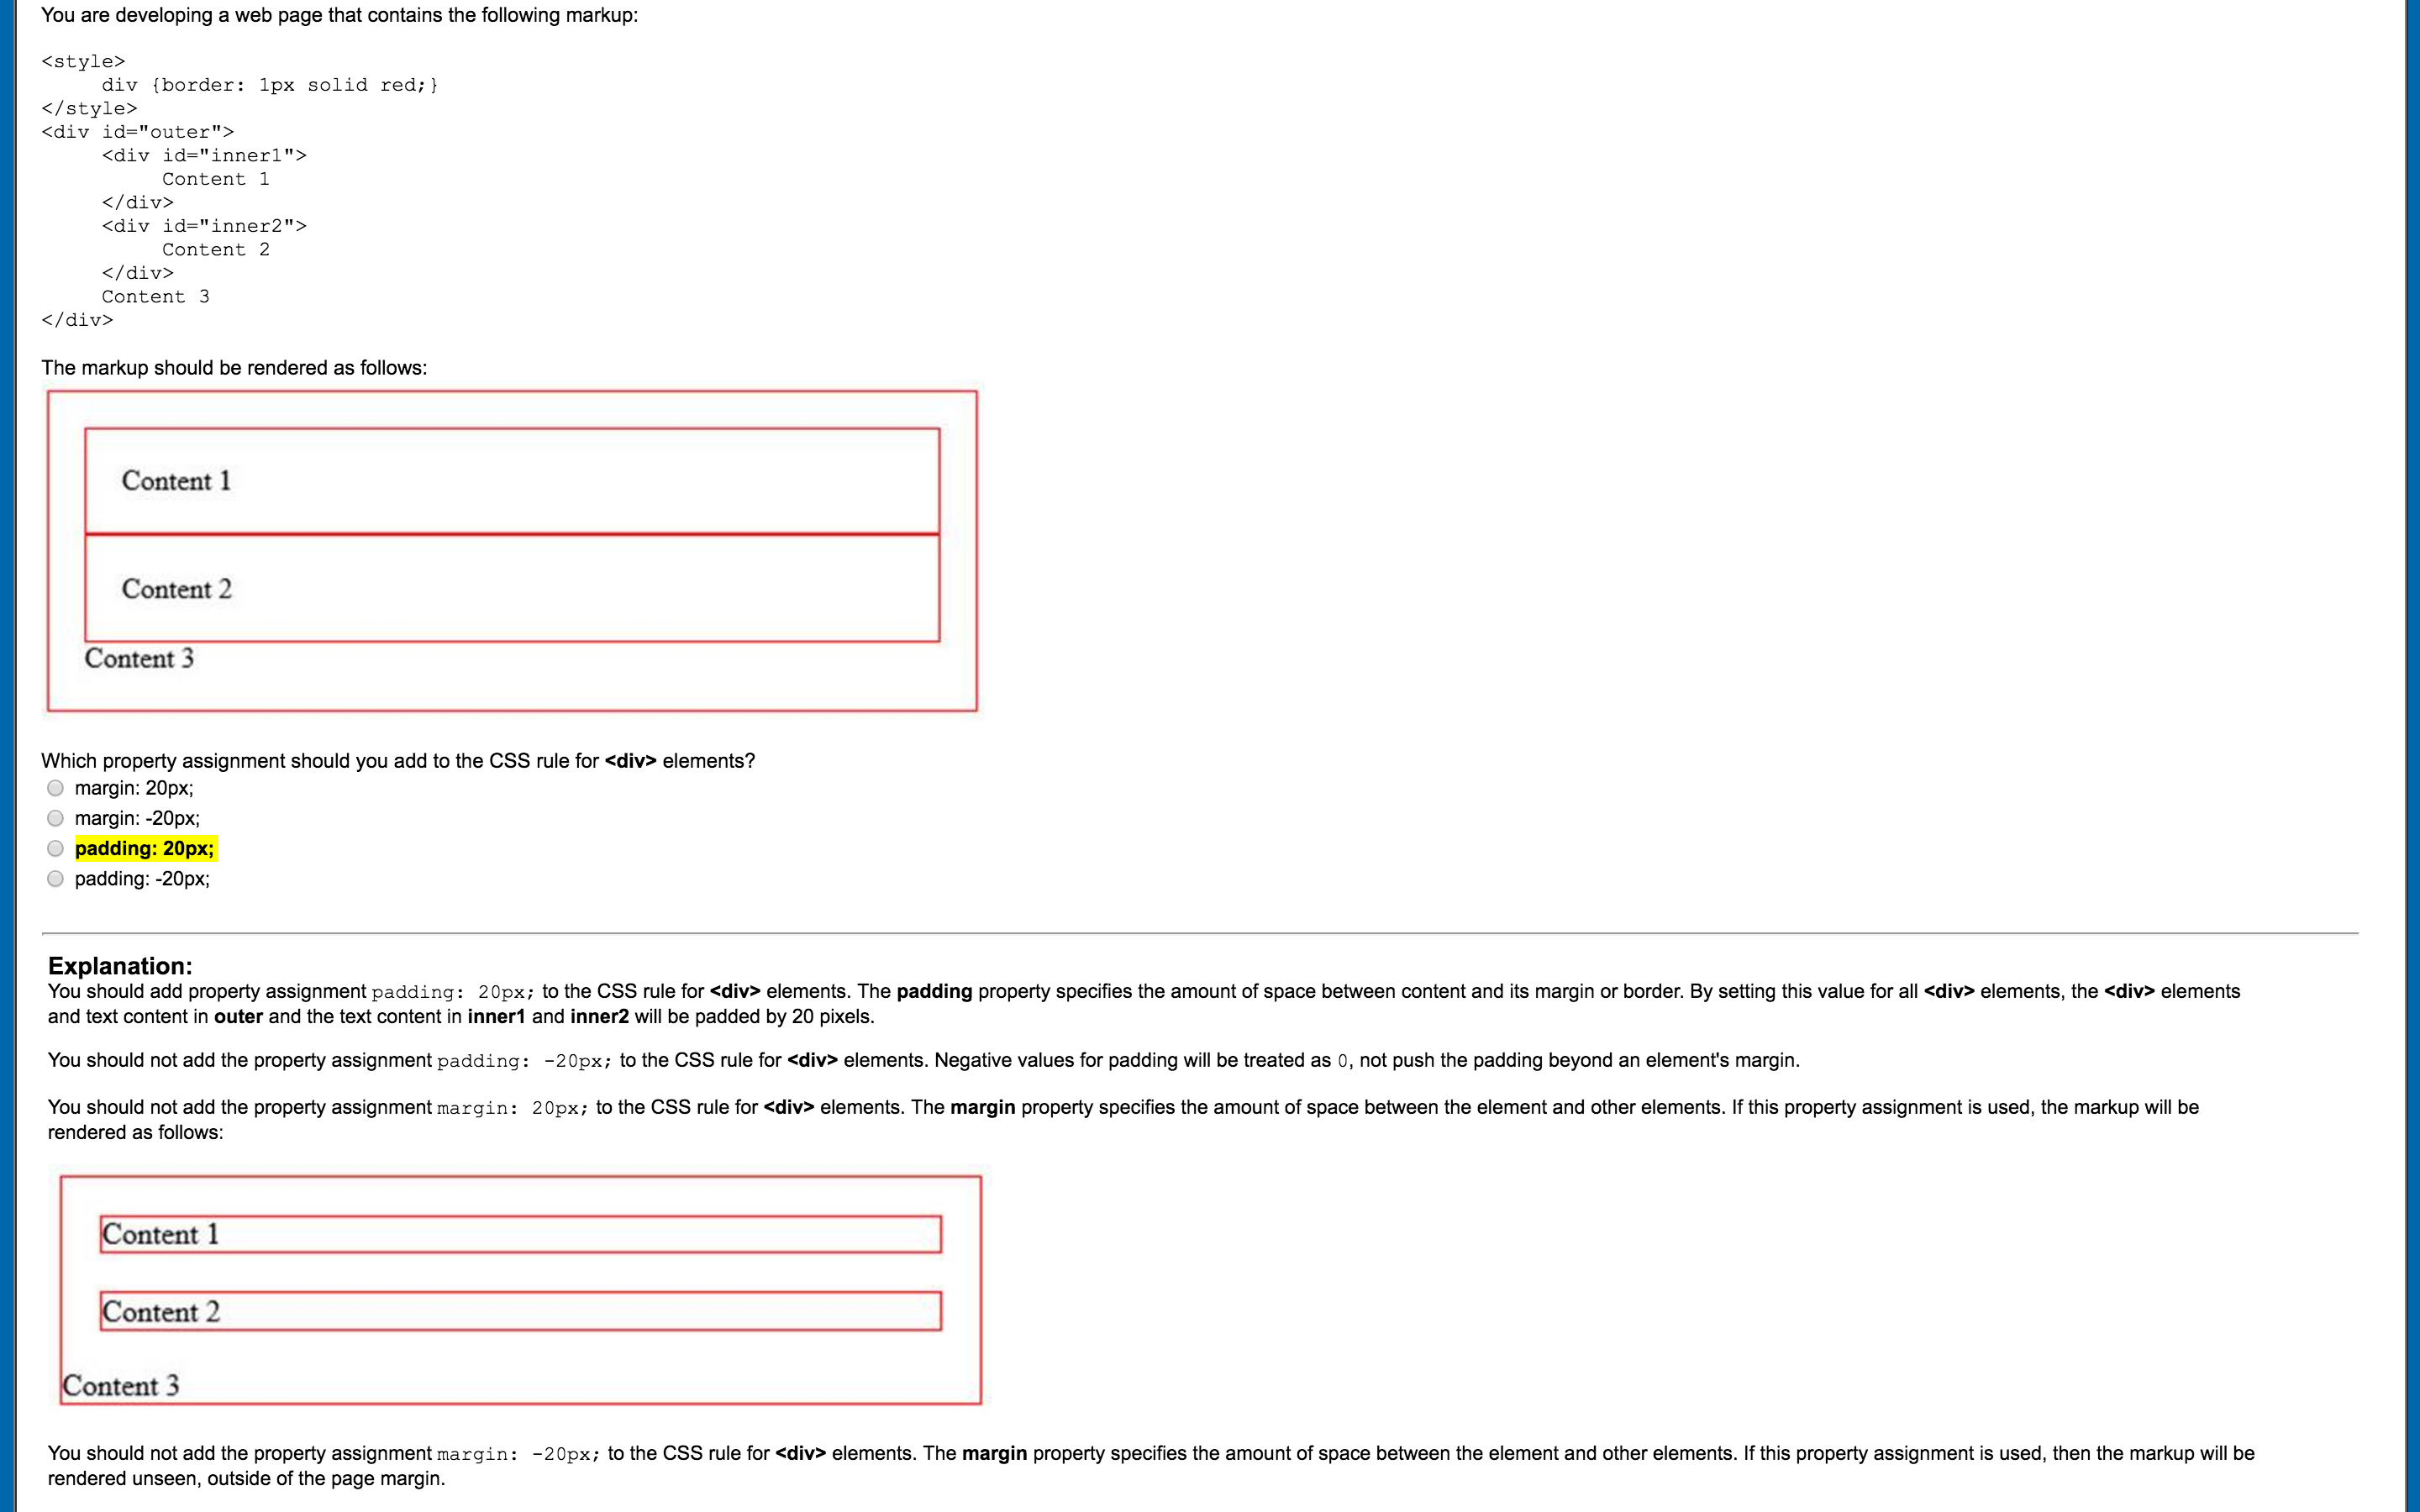 You are developing a web page that contains the following markup:
<style>
div {border: 1px solid red;}
</style>
<div id="outer">
<div id="inner1">
Content 1
</div>
<div id="inner2">
Content 2
</div>
Content 3
</div>
The markup should be rendered as follows:
Content 1
Content 2
Content 3
Which property assignment should you add to the CSS rule for <div> elements?
margin: 20px;
margin: -20px;
padding: 20px;
padding: -20px;
Explanation:
You should add property assignment padding: 20px; to the CSS rule for <div> elements. The padding property specifies the amount of space between content and its margin or border. By setting this value for all <div> elements, the <div> elements
and text content in outer and the text content in inner1 and inner2 will be padded by 20 pixels.
You should not add the property assignment padding: -20px; to the CSS rule for <div> elements. Negative values for padding will be treated as 0, not push the padding beyond an element's margin.
You should not add the property assignment margin: 20px; to the CSS rule for <div> elements. The margin property specifies the amount of space between the element and other elements. If this property assignment is used, the markup will be
rendered as follows:
Content 1
Content 2
Content 3
You should not add the property assignment margin: -20px; to the CSS rule for <div> elements. The margin property specifies the amount of space between the element and other elements. If this property assignment is used, then the markup will be
rendered unseen, outside of the page margin.